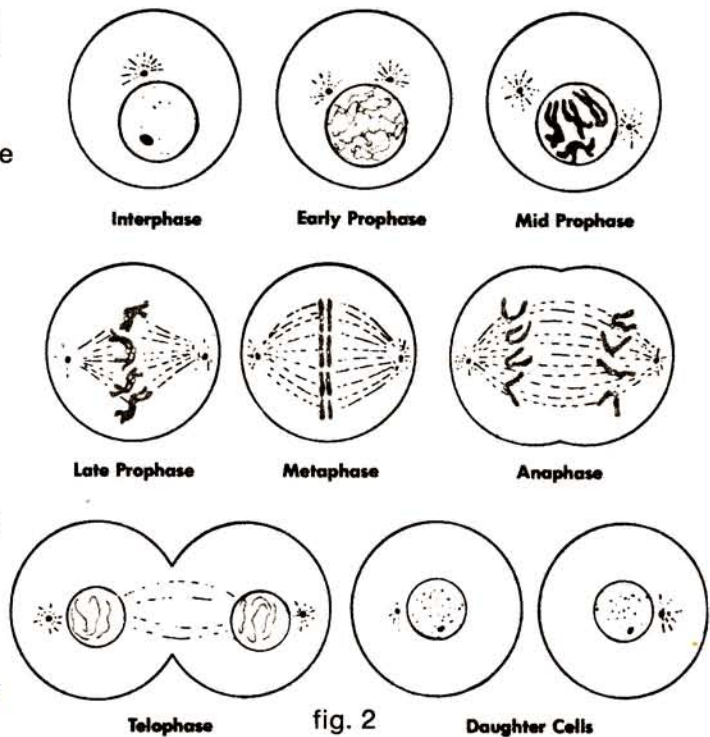 e
Interphase Early Prophase Mid Prophase
Late Prophase Metaphase Anaphase
Telophase fig. 2 Daughter Cells